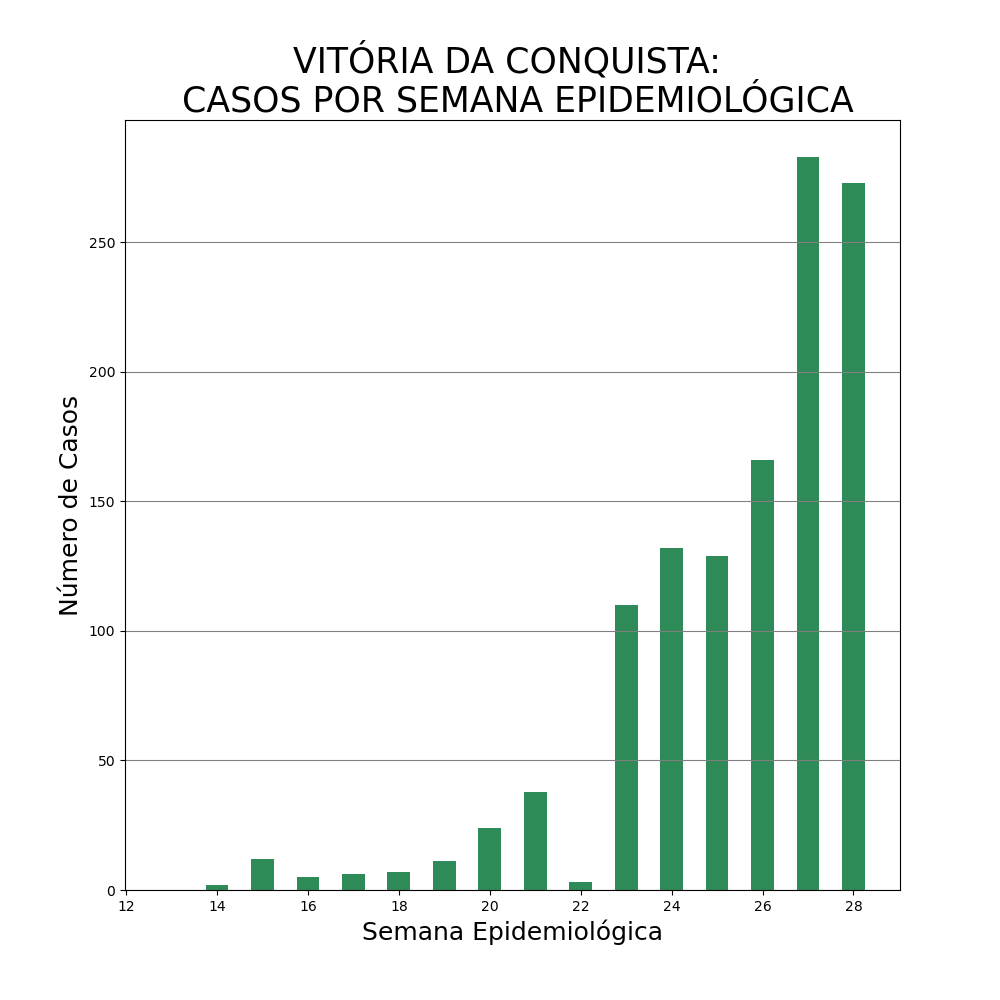 VITÓRIA DA CONQUISTA:
CASOS POR SEMANA EPIDEMIOLÓGICA
Número de Casos
250
200
150
100
50
0
12 14 16 18 20 22 24 26 28
Semana Epidemiológica